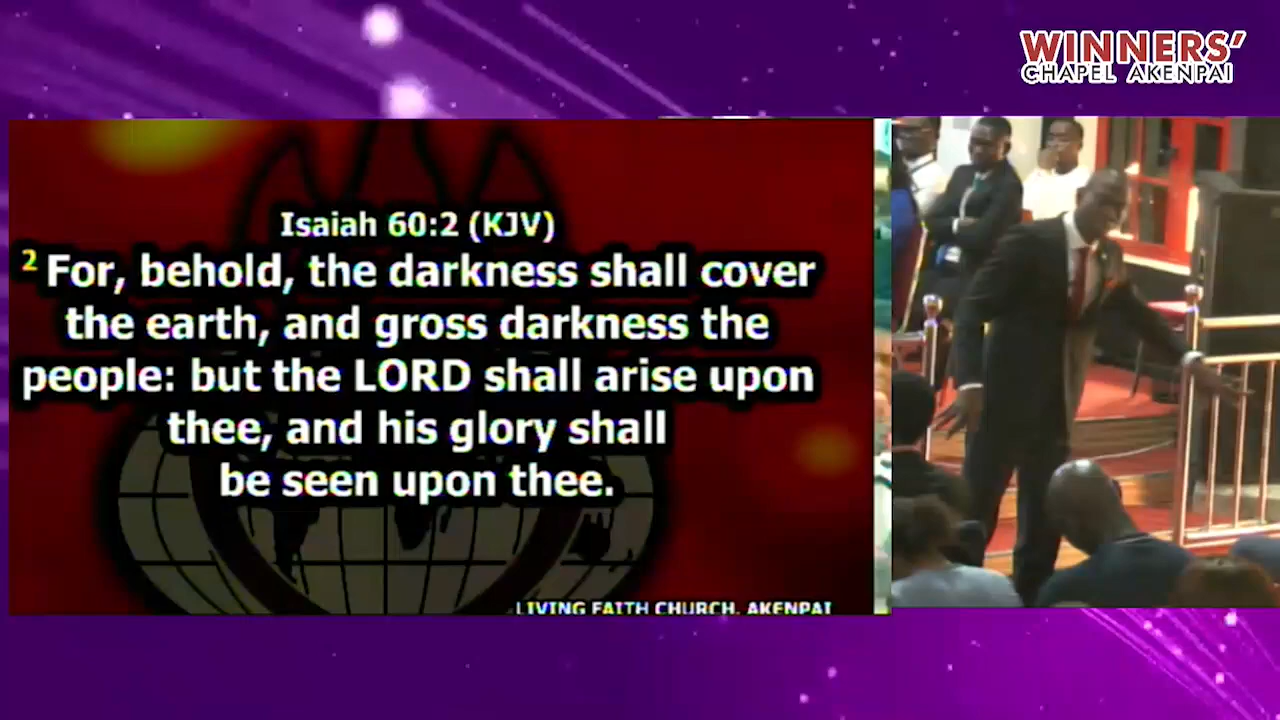 WINNERS'
CHAPEL AKENPAI
Isaiah 60:2 (KJV)
2 For, behold, the darkness shall cover
the earth, and gross darkness the
people: but the LORD shall arise upon
thee, and his glory shall
be seen upon thee.
LIVING FAITH CHURCH, AKENPAI